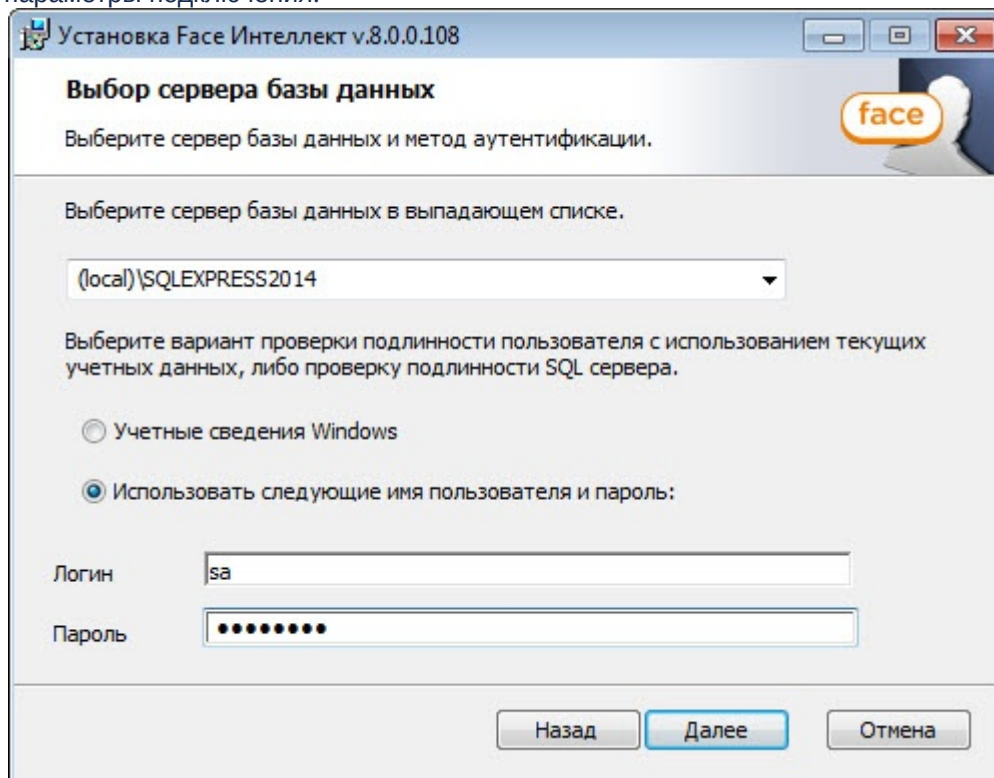 параметры подключения.
Установка Face Интеллект v.8.0.0.108
Выбор сервера базы данных
face
Выберите сервер базы данных и метод аутентификации.
Выберите сервер базы данных в выпадающем списке.
(local)\SQLEXPRESS2014
Выберите вариант проверки подлинности пользователя с использованием текущих
учетных данных, либо проверку подлинности SQL сервера.
Учетные сведения Windows
Использовать следующие имя пользователя и пароль:
Логин sa
Пароль ●●●●●●●●
Назад Далее Отмена